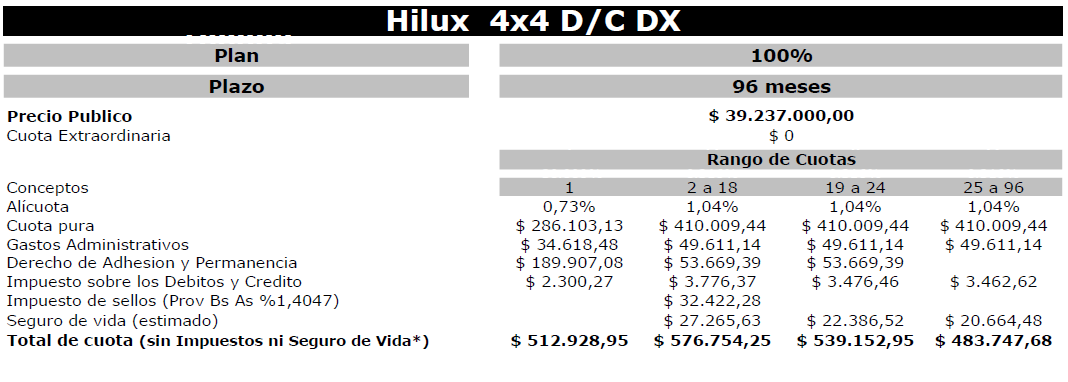 Hilux 4x4 D/C DX
Plan 100%
Plazo 96 meses
Precio Publico $ 39.237.000,00
Cuota Extraordinaria $ 0
Rango de Cuotas
Conceptos 1 2 a 18 19 a 24 25 a 96
Alícuota 0,73% 1,04% 1,04% 1,04%
Cuota pura $ 286.103,13 $ 410.009,44 $ 410.009,44 $ 410.009,44
Gastos Administrativos $ 34.618,48 $ 49.611,14 $ 49.611,14 $ 49.611,14
Derecho de Adhesion y Permanencia $ 189.907,08 $ 53.669,39 $ 53.669,39
Impuesto sobre los Debitos y Credito $ 2.300,27 $ 3.776,37 $ 3.476,46 $ 3.462,62
Impuesto de sellos (Prov Bs As %1,4047) $ 32.422,28
Seguro de vida (estimado) $ 27.265,63 $ 22.386,52 $ 20.664,48
Total de cuota (sin Impuestos ni Seguro de Vida*) $ 512.928,95 $ 576.754,25 $ 539.152,95 $ 483.747,68